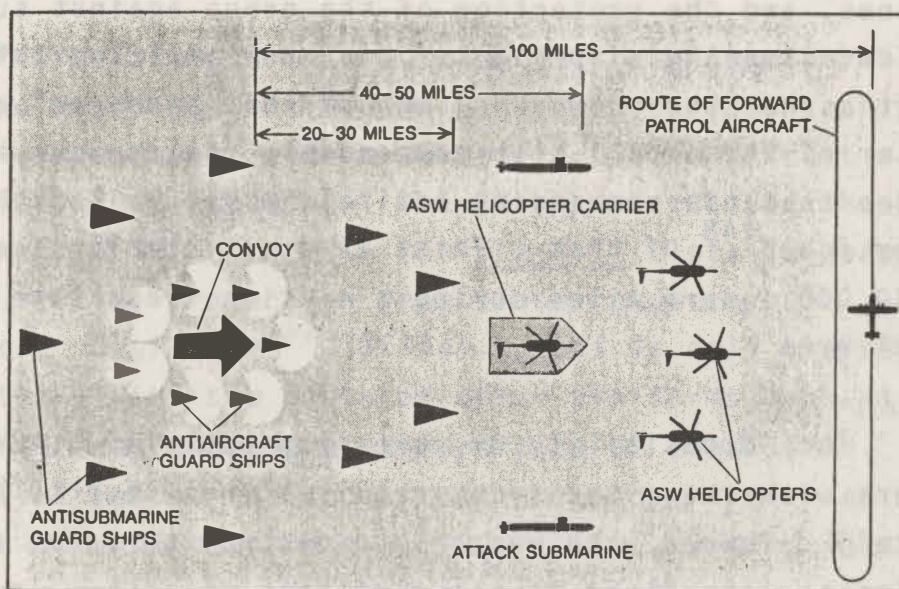 100 MILES
40–50 MILES
20–30 MILES
ROUTE OF FORWARD
PATROL AIRCRAFT
ASW HELICOPTER CARRIER
CONVOY
ANTIAIRCRAFT
GUARD SHIPS
ASW HELICOPTERS
ANTISUBMARINE
GUARD SHIPS
ATTACK SUBMARINE